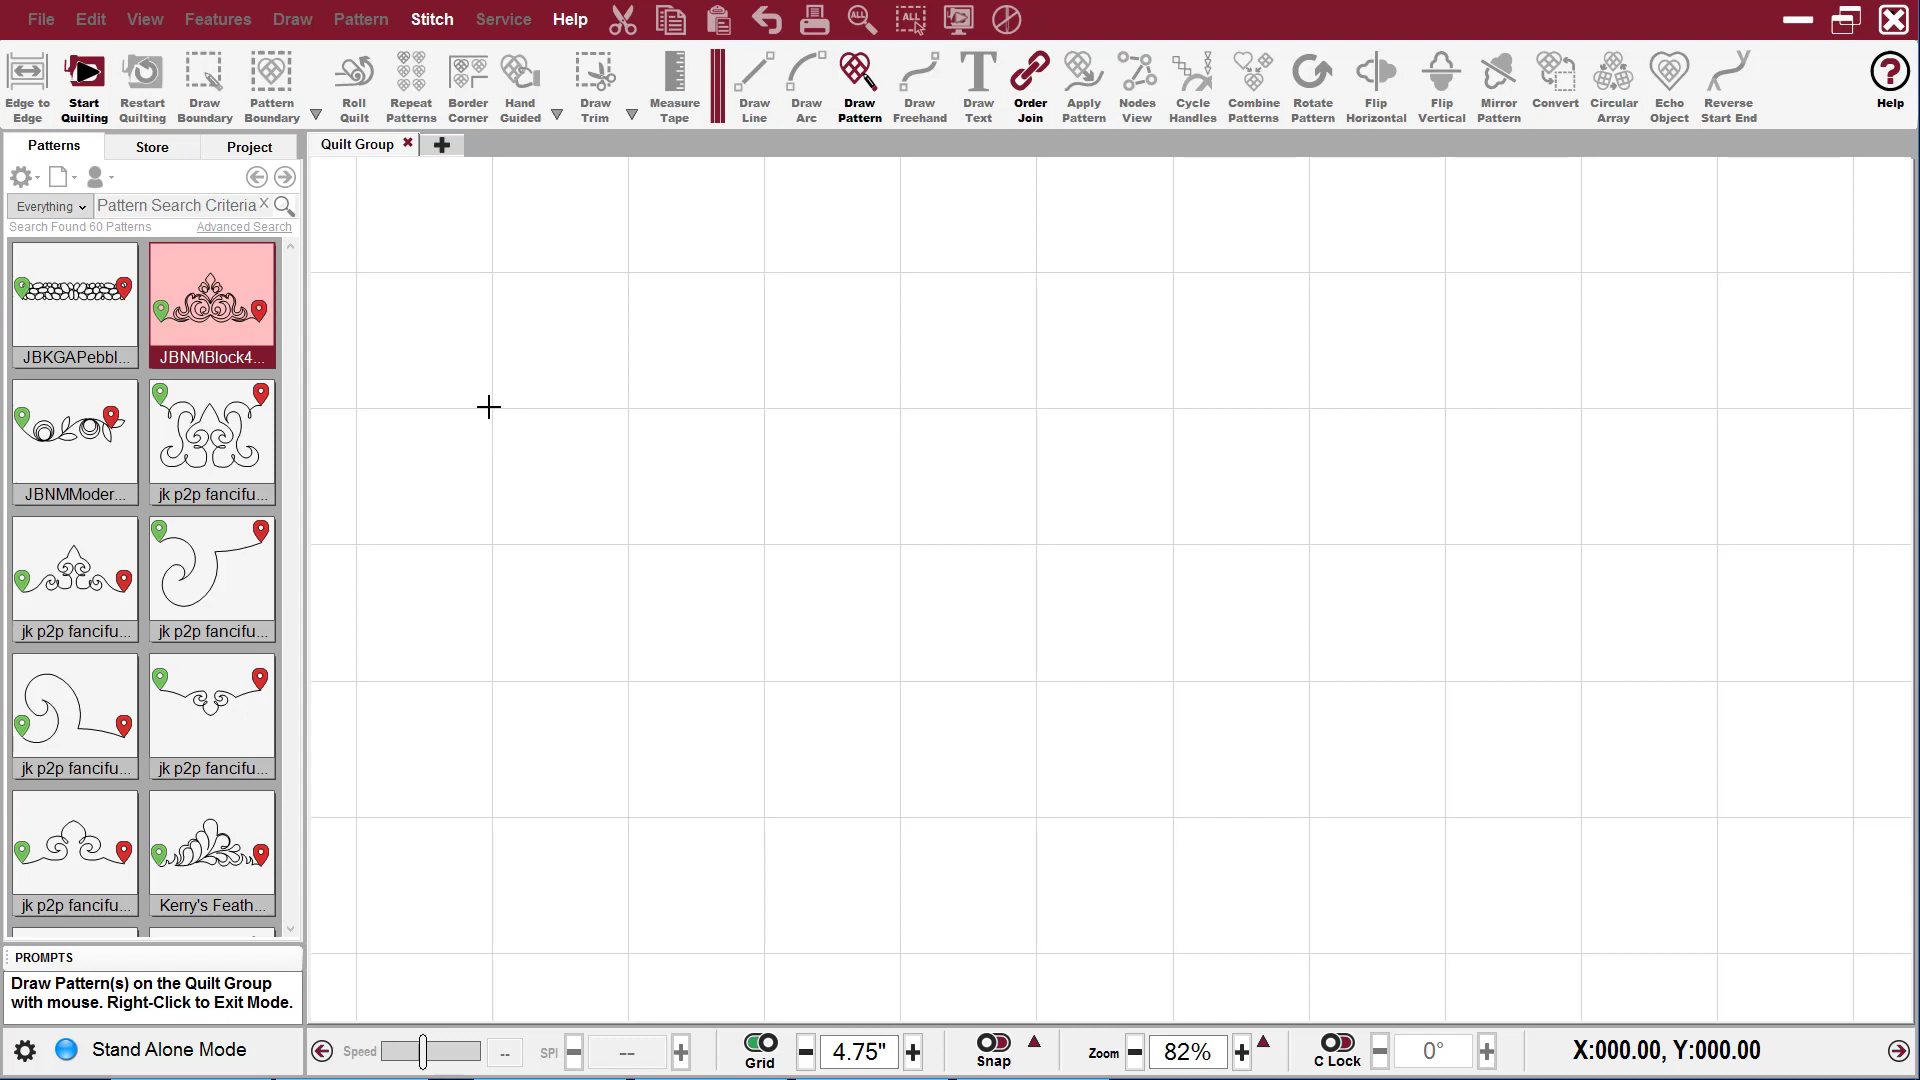 File Edit View Features Draw Pattern Stitch Service Help
ALL ALL
Edge to Edge
Start Quilting
Restart Quilting
Draw Boundary
Pattern Boundary
Roll Quilt
Repeat Patterns
Border Corner
Hand Guided
Draw Trim
Measure Tape
Draw Line
Draw Arc
Draw Pattern
Draw Freehand
Draw Text
Order Join
Apply Pattern
Nodes View
Cycle Handles
Combine Patterns
Rotate Pattern
Flip Horizontal
Flip Vertical
Mirror Pattern
Convert
Circular Array
Echo Object
Reverse Start End
Help
Patterns Store Project
Quilt Group
Everything Pattern Search Criteria X
Search Found 60 Patterns Advanced Search
JBKGAPebbl... JBNMBlock4...
JBNMModer... jk p2p fancifu...
jk p2p fancifu... jk p2p fancifu...
jk p2p fancifu... jk p2p fancifu...
jk p2p fancifu... Kerry's Feath...
PROMPTS
Draw Pattern(s) on the Quilt Group
with mouse. Right-Click to Exit Mode.
Stand Alone Mode
Speed -- SPI -- Grid 4.75" Snap Zoom 82% C Lock 0° X:000.00, Y:000.00